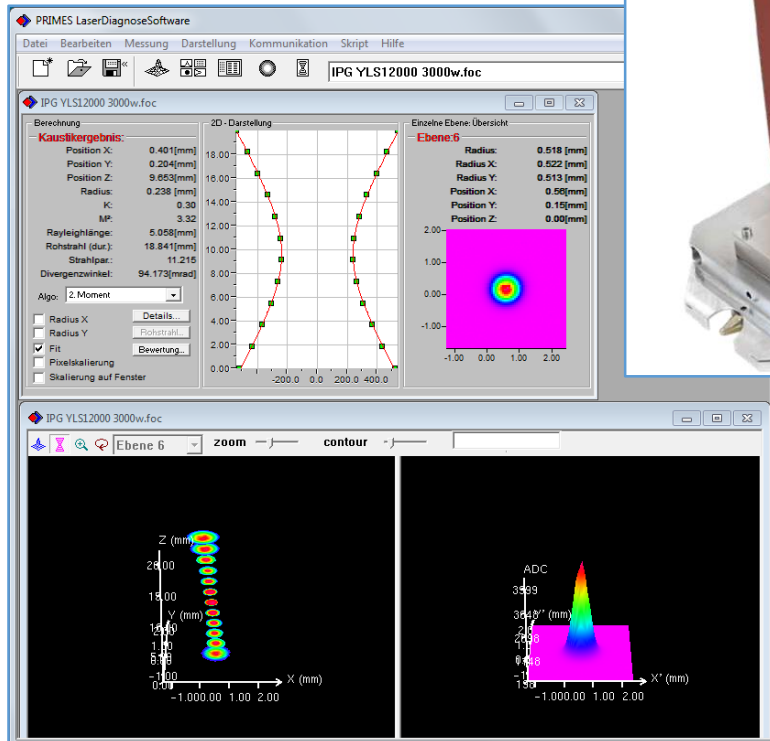 PRIMES LaserDiagnoseSoftware
Datei Bearbeiten Messung Darstellung Kommunikation Skript Hilfe
IPG YLS12000 3000w.foc
IPG YLS12000 3000w.foc
Berechnung
Kaustikergebnis:
Position X: 0.401[mm]
Position Y: 0.204[mm]
Position Z: 9.653[mm]
Radius: 0.238 [mm]
K: 0.30
M²: 3.32
Rayleighlänge: 5.058[mm]
Rohstrahl (dur.): 18.841[mm]
Strahlpar.: 11.215
Divergenzwinkel: 94.173[mrad]
Algo: 2. Moment
Radius X Details...
Radius Y Rohstrahl...
Fit Bewertung...
Pixelskalierung
Skalierung auf Fenster
2D - Darstellung
18.00
16.00
14.00
12.00
10.00
8.00
6.00
4.00
2.00
0.00
-200.0 0.0 200.0 400.0
Einzelne Ebene: Übersicht
Ebene:6
Radius: 0.518 [mm]
Radius X: 0.522 [mm]
Radius Y: 0.513 [mm]
Position X: 0.56[mm]
Position Y: 0.15[mm]
Position Z: 0.00[mm]
2.00
1.00
0.00
-1.00
-1.00 0.00 1.00 2.00
IPG YLS12000 3000w.foc
Ebene 6 zoom contour
Z (mm)
Y (mm)
X (mm)
-1.000.00 1.00 2.00
ADC
Y' (mm)
X' (mm)
-1.000.00 1.00 2.00